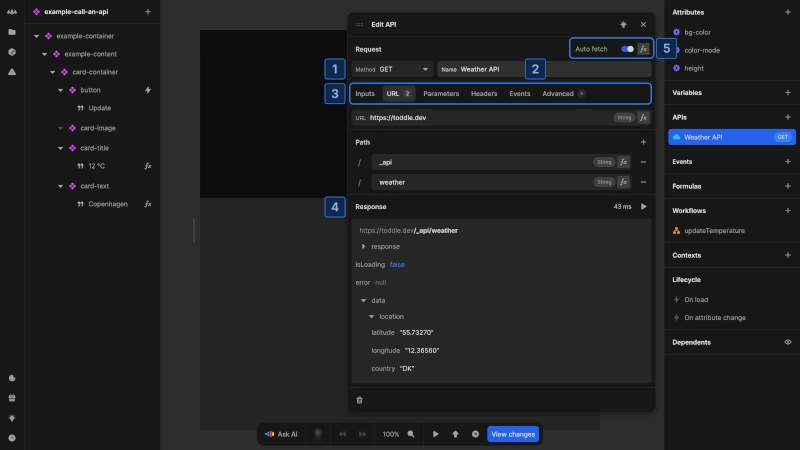 example-call-an-api
example-container
example-content
card-container
button
Update
card-image
card-title
12 °C
card-text
Copenhagen
Edit API
Request
Auto fetch
5
1
Method GET
Name Weather API
2
3
Inputs URL 2 Parameters Headers Events Advanced
URL https://toddle.dev String fx
Path
/ _api String fx
/ weather String fx
4
Response 43 ms
https://toddle.dev/_api/weather
response
isLoading false
error null
data
location
latitude "55.73270"
longitude "12.36560"
country "DK"
Ask AI
100%
View changes
Attributes
bg-color
color-mode
height
Variables
APIs
Weather API GET
Events
Formulas
Workflows
updateTemperature
Contexts
Lifecycle
On load
On attribute change
Dependents